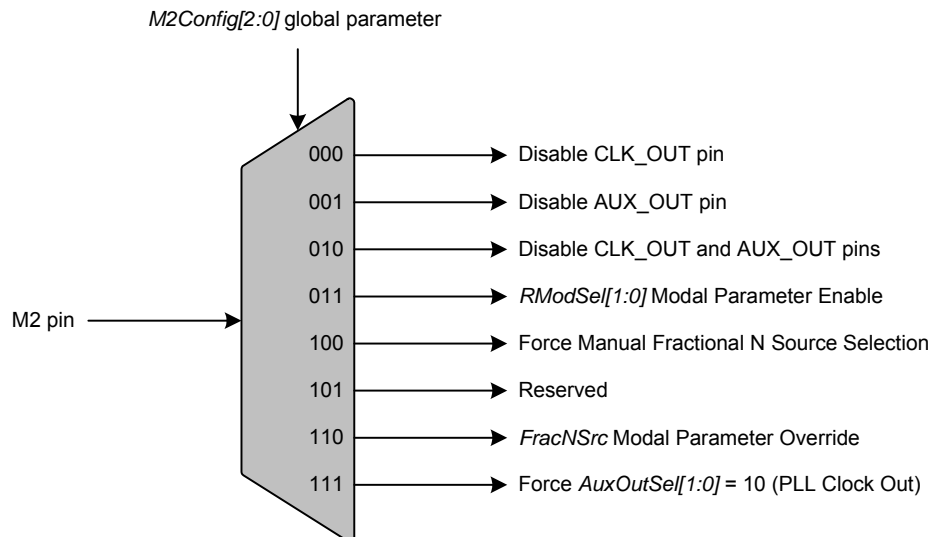 M2Config[2:0] global parameter
000 Disable CLK_OUT pin
001 Disable AUX_OUT pin
010 Disable CLK_OUT and AUX_OUT pins
011 RModSel[1:0] Modal Parameter Enable
M2 pin
100 Force Manual Fractional N Source Selection
101 Reserved
110 FracNSrc Modal Parameter Override
111 Force AuxOutSel[1:0] = 10 (PLL Clock Out)